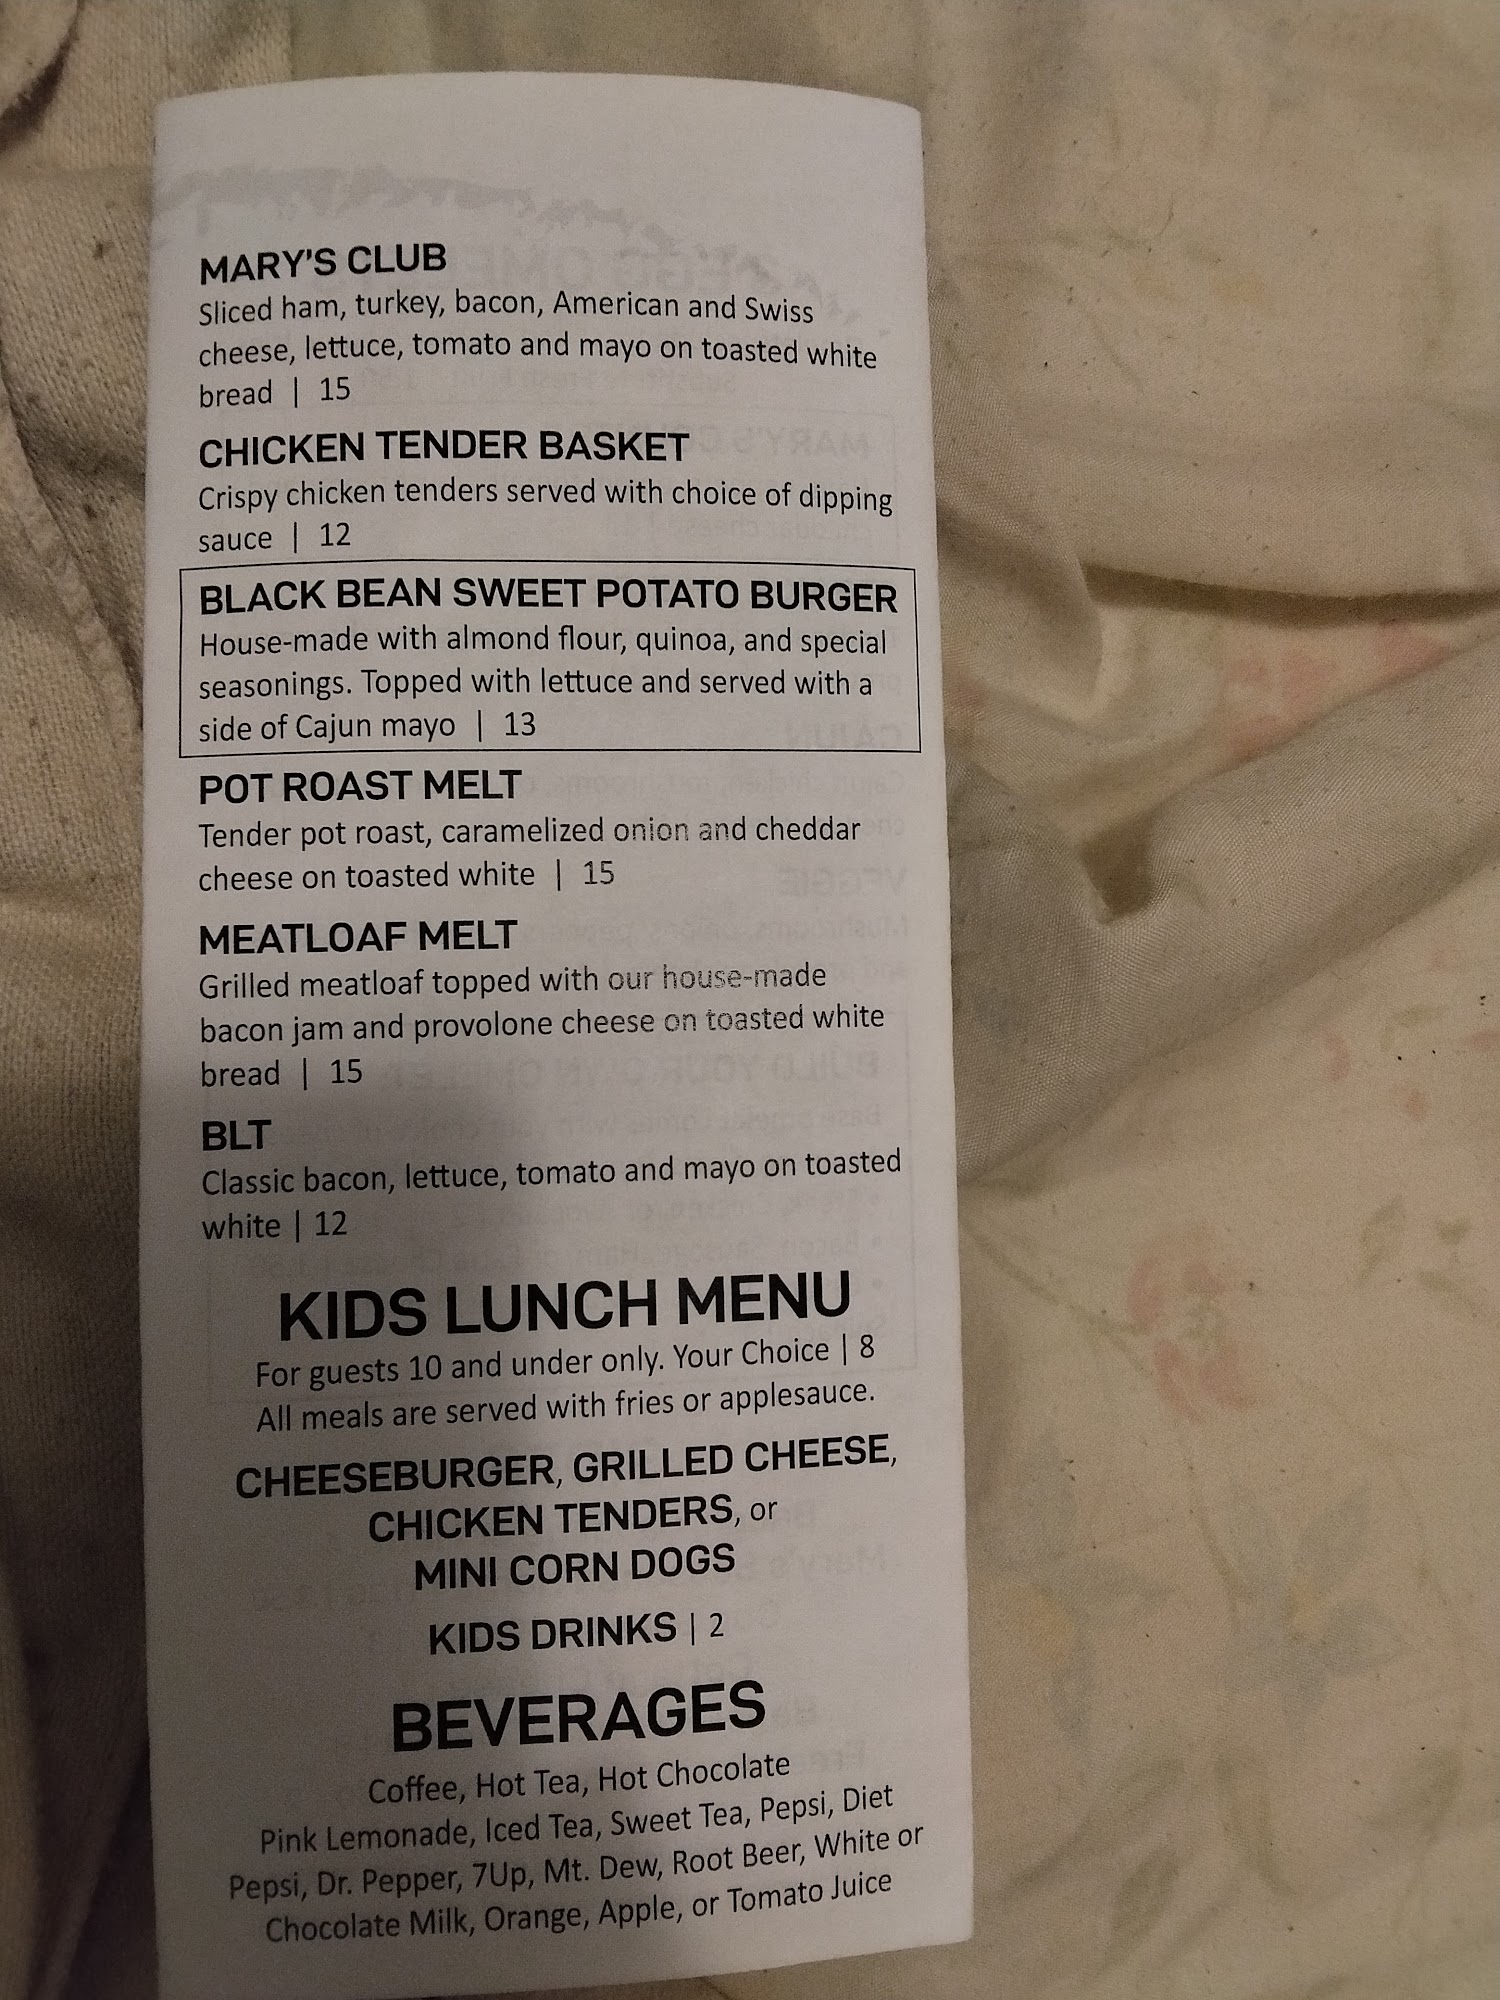 MARY'S CLUB
Sliced ham, turkey, bacon, American and Swiss
cheese, lettuce, tomato and mayo on toasted white
bread | 15
CHICKEN TENDER BASKET
Crispy chicken tenders served with choice of dipping
sauce | 12
BLACK BEAN SWEET POTATO BURGER
House-made with almond flour, quinoa, and special
seasonings. Topped with lettuce and served with a
side of Cajun mayo | 13
POT ROAST MELT
Tender pot roast, caramelized onion and cheddar
cheese on toasted white | 15
MEATLOAF MELT
Grilled meatloaf topped with our house-made
bacon jam and provolone cheese on toasted white
bread | 15
BLT
Classic bacon, lettuce, tomato and mayo on toasted
white | 12
KIDS LUNCH MENU
For guests 10 and under only. Your Choice | 8
All meals are served with fries or applesauce.
CHEESEBURGER, GRILLED CHEESE,
CHICKEN TENDERS, or
MINI CORN DOGS
KIDS DRINKS | 2
BEVERAGES
Coffee, Hot Tea, Hot Chocolate
Pink Lemonade, Iced Tea, Sweet Tea, Pepsi, Diet
Pepsi, Dr. Pepper, 7Up, Mt. Dew, Root Beer, White or
Chocolate Milk, Orange, Apple, or Tomato Juice